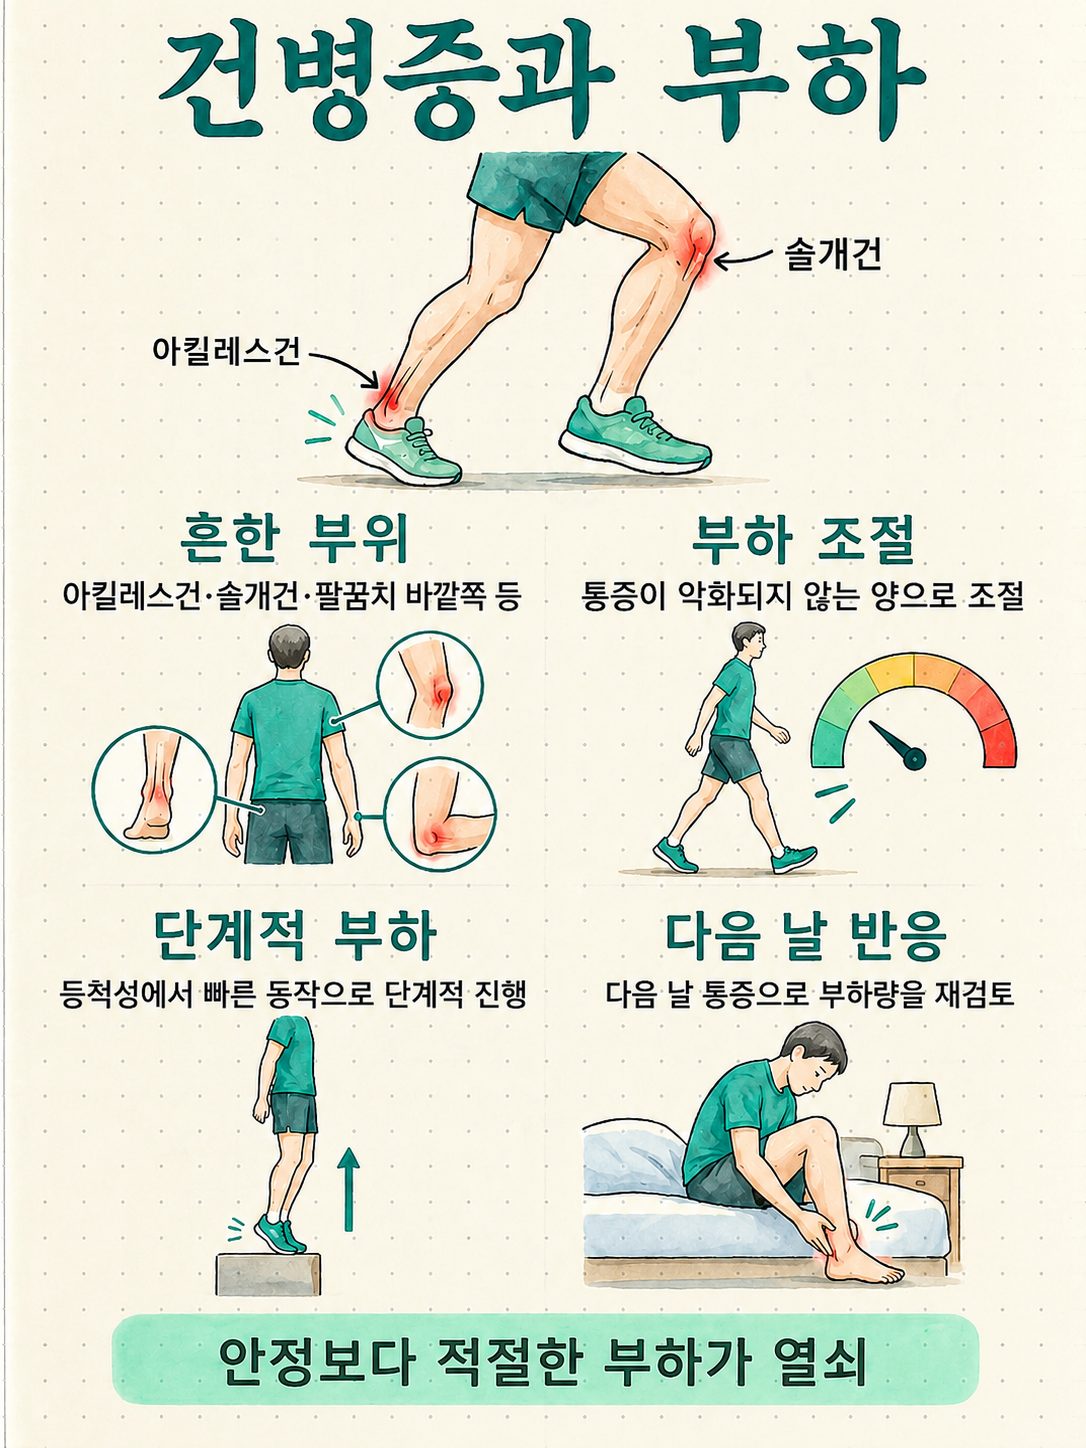 건병증과 부하
솔개건
아킬레스건
흔한 부위
아킬레스건·솔개건·팔꿈치 바깥쪽 등
부하 조절
통증이 악화되지 않는 양으로 조절
단계적 부하
등척성에서 빠른 동작으로 단계적 진행
다음 날 반응
다음 날 통증으로 부하량을 재검토
안정보다 적절한 부하가 열쇠